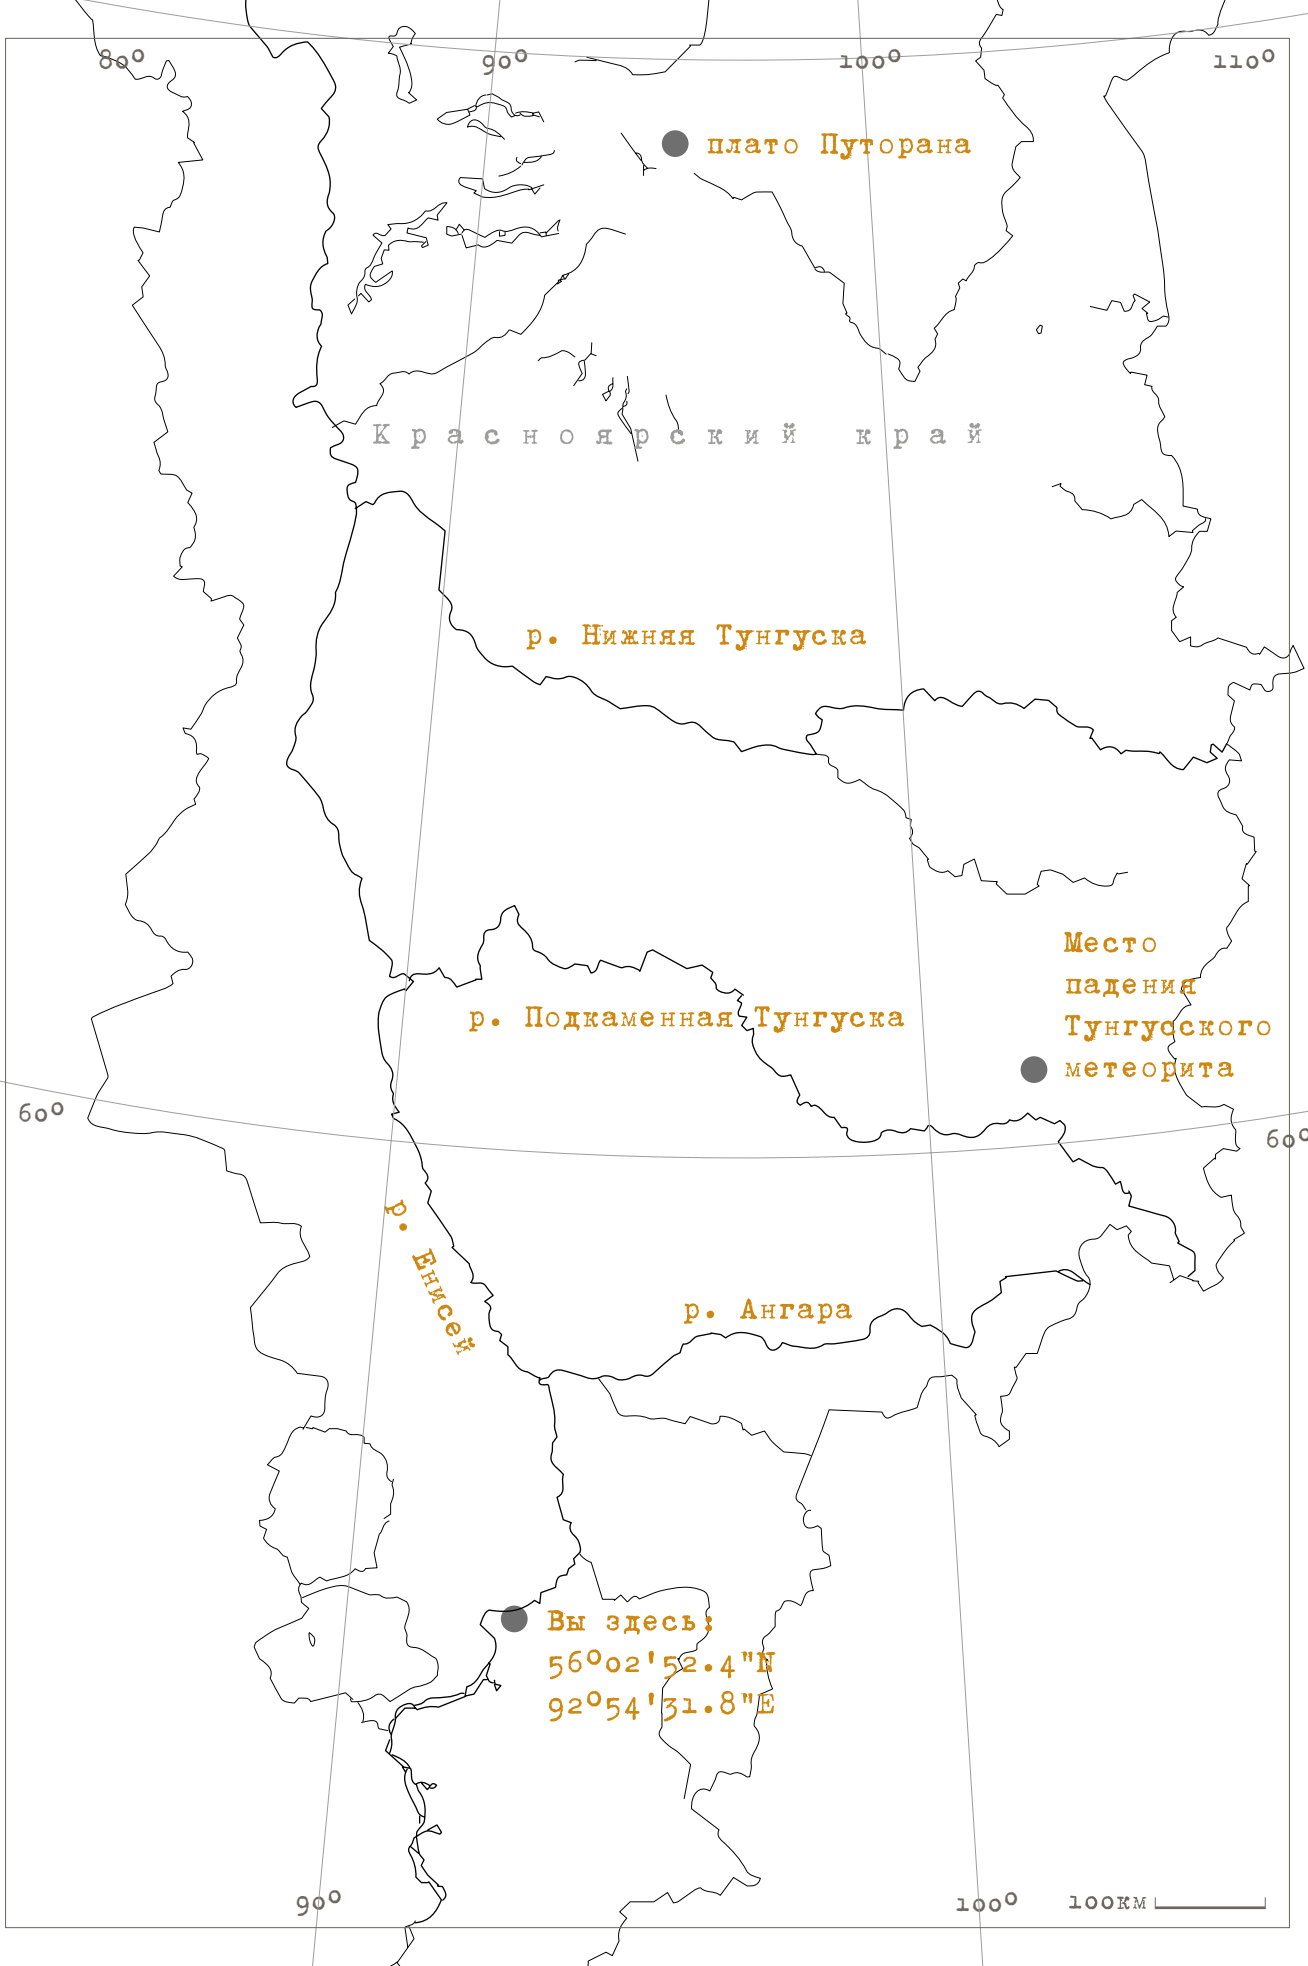 80°
90°
100°
110°
плато Путорана
Красноярский край
р. Нижняя Тунгуска
Место
падения
Тунгусского
метеорита
р. Подкаменная Тунгуска
60°
60°
р. Енисей
р. Ангара
Вы здесь:
56°02'52.4"N
92°54'31.8"E
90°
100°
100км